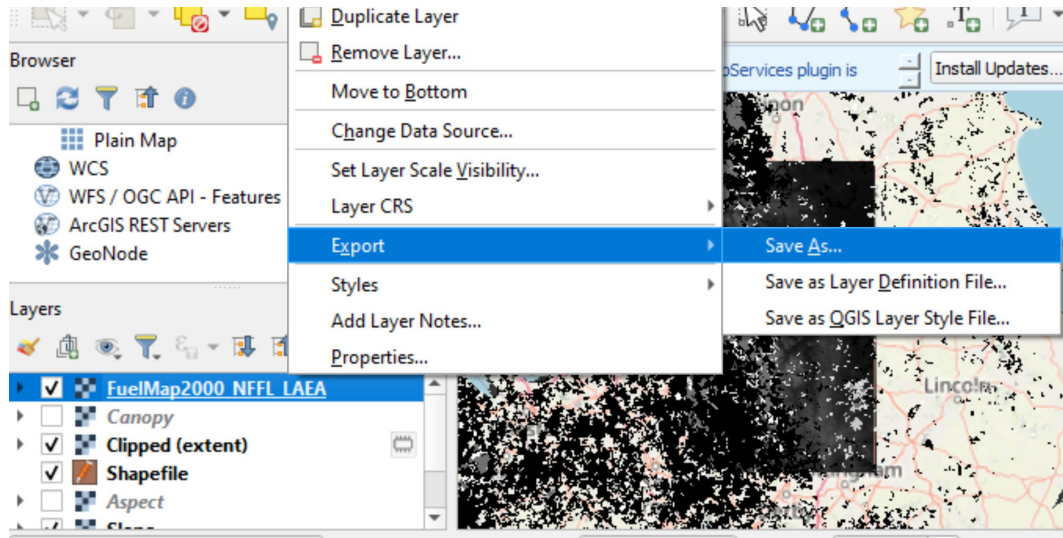 Duplicate Layer
Remove Layer...
Move to Bottom
Change Data Source...
Set Layer Scale Visibility...
Layer CRS
Export
Styles
Add Layer Notes...
Properties...
Save As...
Save as Layer Definition File...
Save as QGIS Layer Style File...
Browser
Plain Map
WCS
WFS / OGC API - Features
ArcGIS REST Servers
GeoNode
Layers
FuelMap2000_NFFL_LAEA
Canopy
Clipped (extent)
Shapefile
Aspect
Slope
oServices plugin is
Install Updates...
Lincoln